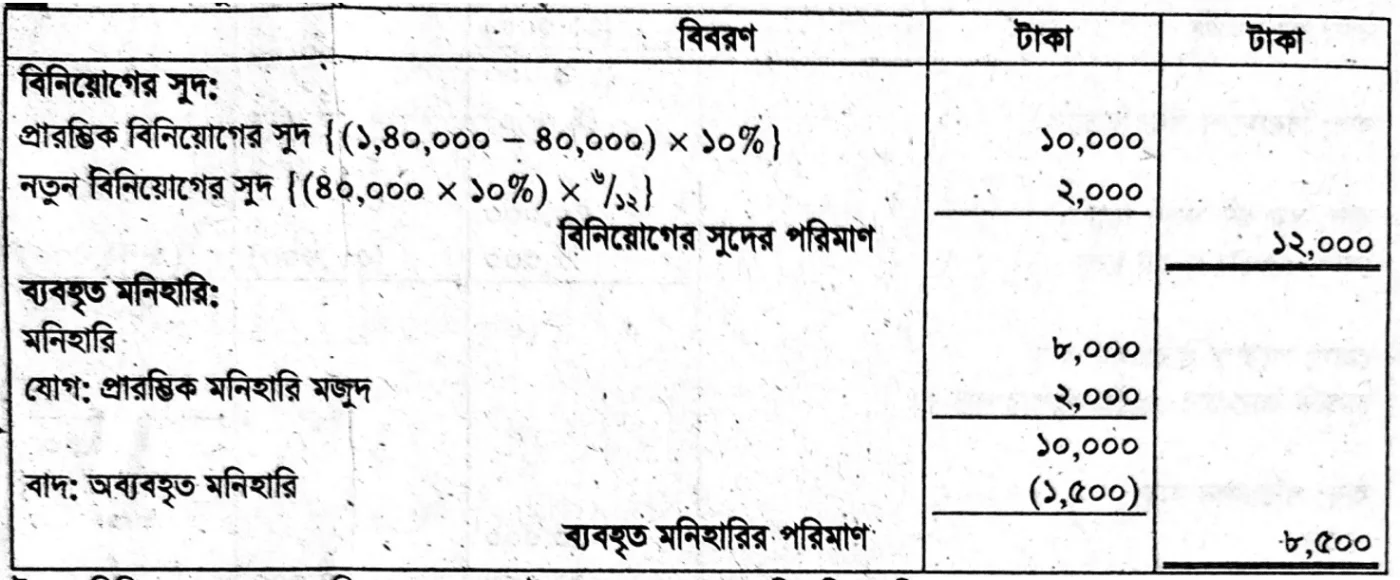 বিবরণ টাকা টাকা
বিনিয়োগের সুদ:
প্রারম্ভিক বিনিয়োগের সুদ {(১,৪০,০০০ – ৪০,০০০) × ১০%} ১০,০০০
নতুন বিনিয়োগের সুদ {(৪০,০০০ × ১০%) × ৬/১২} ২,০০০
বিনিয়োগের সুদের পরিমাণ ১২,০০০
ব্যবহৃত মনিহারি:
মনিহারি ৮,০০০
যোগ: প্রারম্ভিক মনিহারি মজুদ ২,০০০
১০,০০০
বাদ: অব্যবহৃত মনিহারি (১,৫০০)
ব্যবহৃত মনিহারির পরিমাণ ৮,৫০০